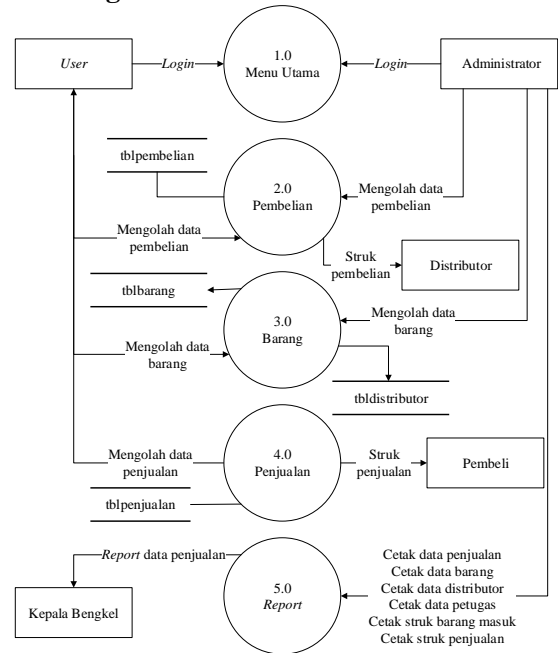 1.0
Menu Utama
User
Login
Login
Administrator
tblpembelian
2.0
Pembelian
Mengolah data
pembelian
Mengolah data
pembelian
Struk
pembelian
Distributor
tblbarang
3.0
Barang
Mengolah data
barang
Mengolah data
barang
tbldistributor
Mengolah data
penjualan
4.0
Penjualan
Struk
penjualan
Pembeli
tblpenjualan
Report data penjualan
5.0
Report
Cetak data penjualan
Cetak data barang
Cetak data distributor
Cetak data petugas
Cetak struk barang masuk
Cetak struk penjualan
Kepala Bengkel